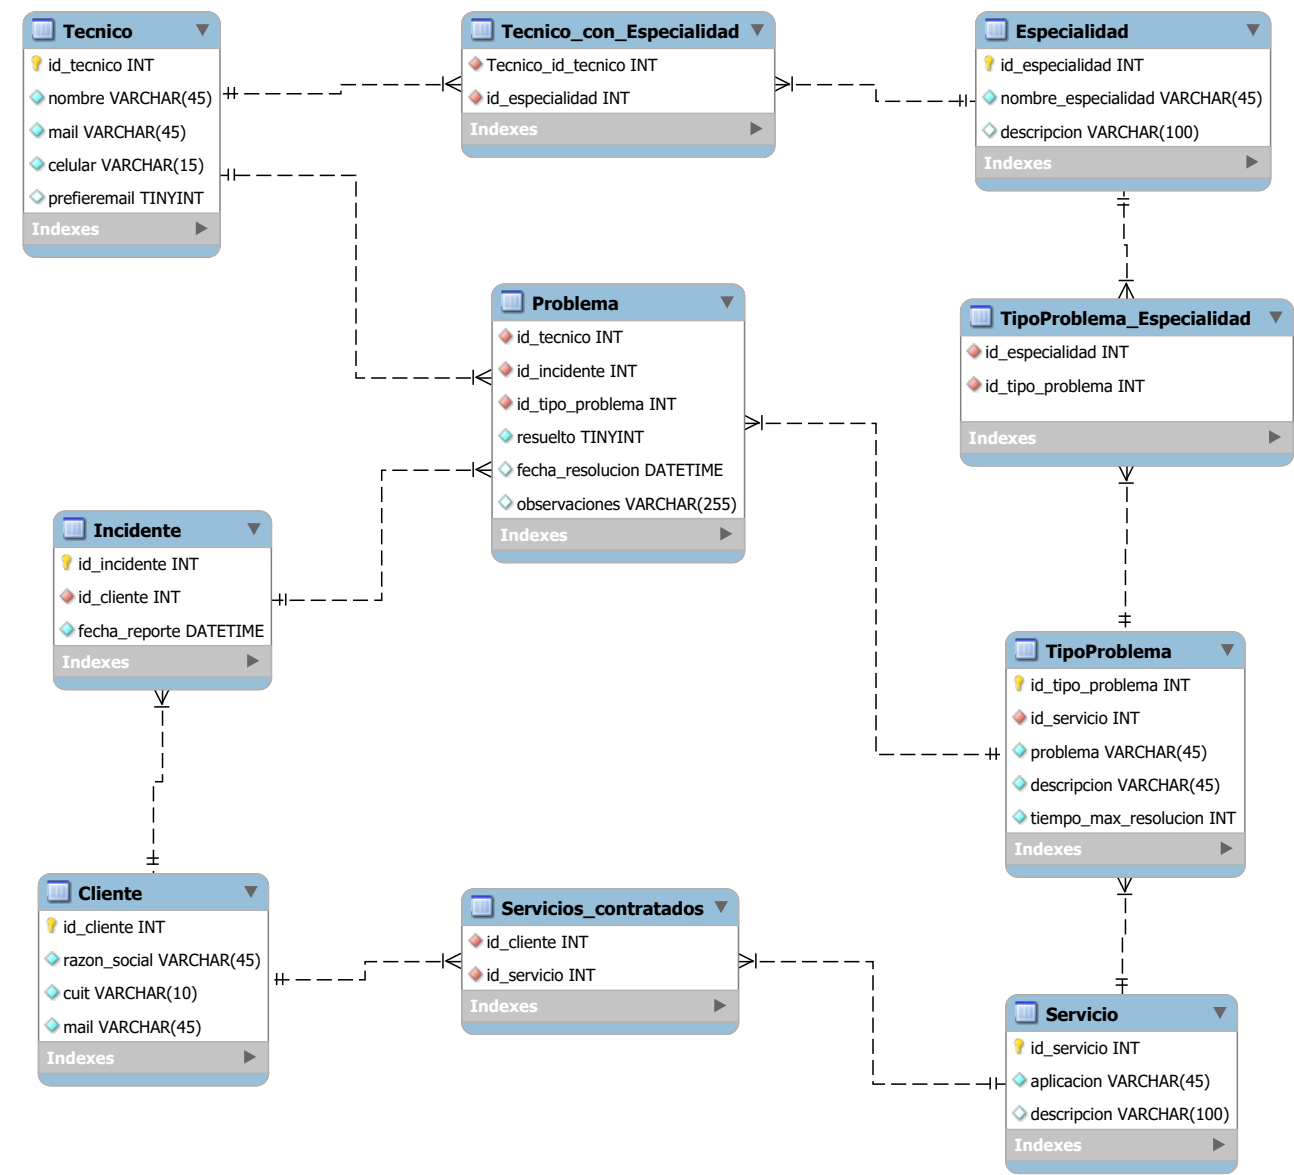 Tecnico
id_tecnico INT
nombre VARCHAR(45)
mail VARCHAR(45)
celular VARCHAR(15)
prefieremail TINYINT
Indexes
Tecnico_con_Especialidad
Tecnico_id_tecnico INT
id_especialidad INT
Indexes
Especialidad
id_especialidad INT
nombre_especialidad VARCHAR(45)
descripcion VARCHAR(100)
Indexes
Problema
id_tecnico INT
id_incidente INT
id_tipo_problema INT
resuelto TINYINT
fecha_resolucion DATETIME
observaciones VARCHAR(255)
Indexes
TipoProblema_Especialidad
id_especialidad INT
id_tipo_problema INT
Indexes
Incidente
id_incidente INT
id_cliente INT
fecha_reporte DATETIME
Indexes
TipoProblema
id_tipo_problema INT
id_servicio INT
problema VARCHAR(45)
descripcion VARCHAR(45)
tiempo_max_resolucion INT
Indexes
Cliente
id_cliente INT
razon_social VARCHAR(45)
cuit VARCHAR(10)
mail VARCHAR(45)
Indexes
Servicios_contratados
id_cliente INT
id_servicio INT
Indexes
Servicio
id_servicio INT
aplicacion VARCHAR(45)
descripcion VARCHAR(100)
Indexes